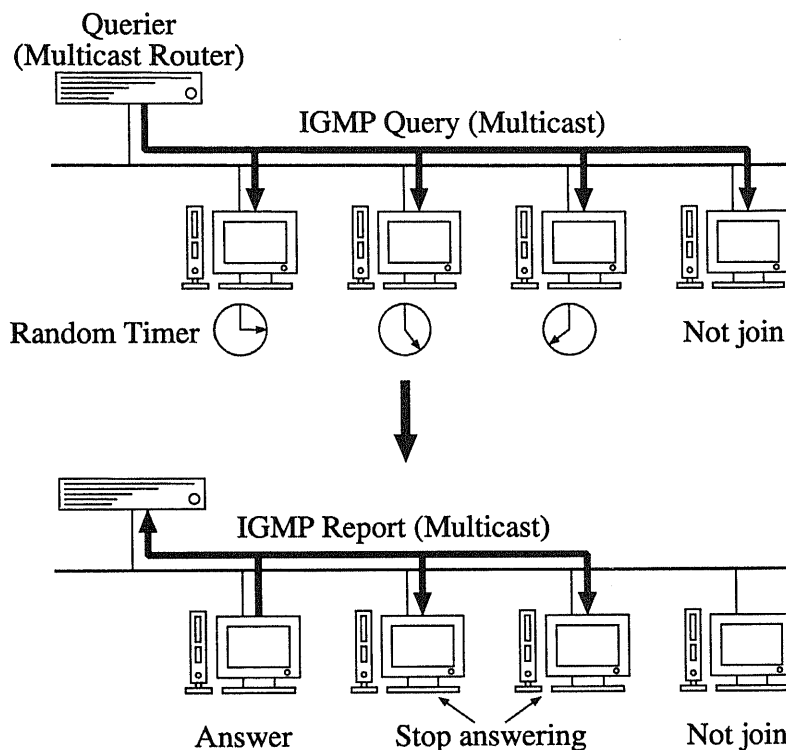 Querier
(Multicast Router)
IGMP Query (Multicast)
Random Timer
Not join
IGMP Report (Multicast)
Answer
Stop answering
Not join